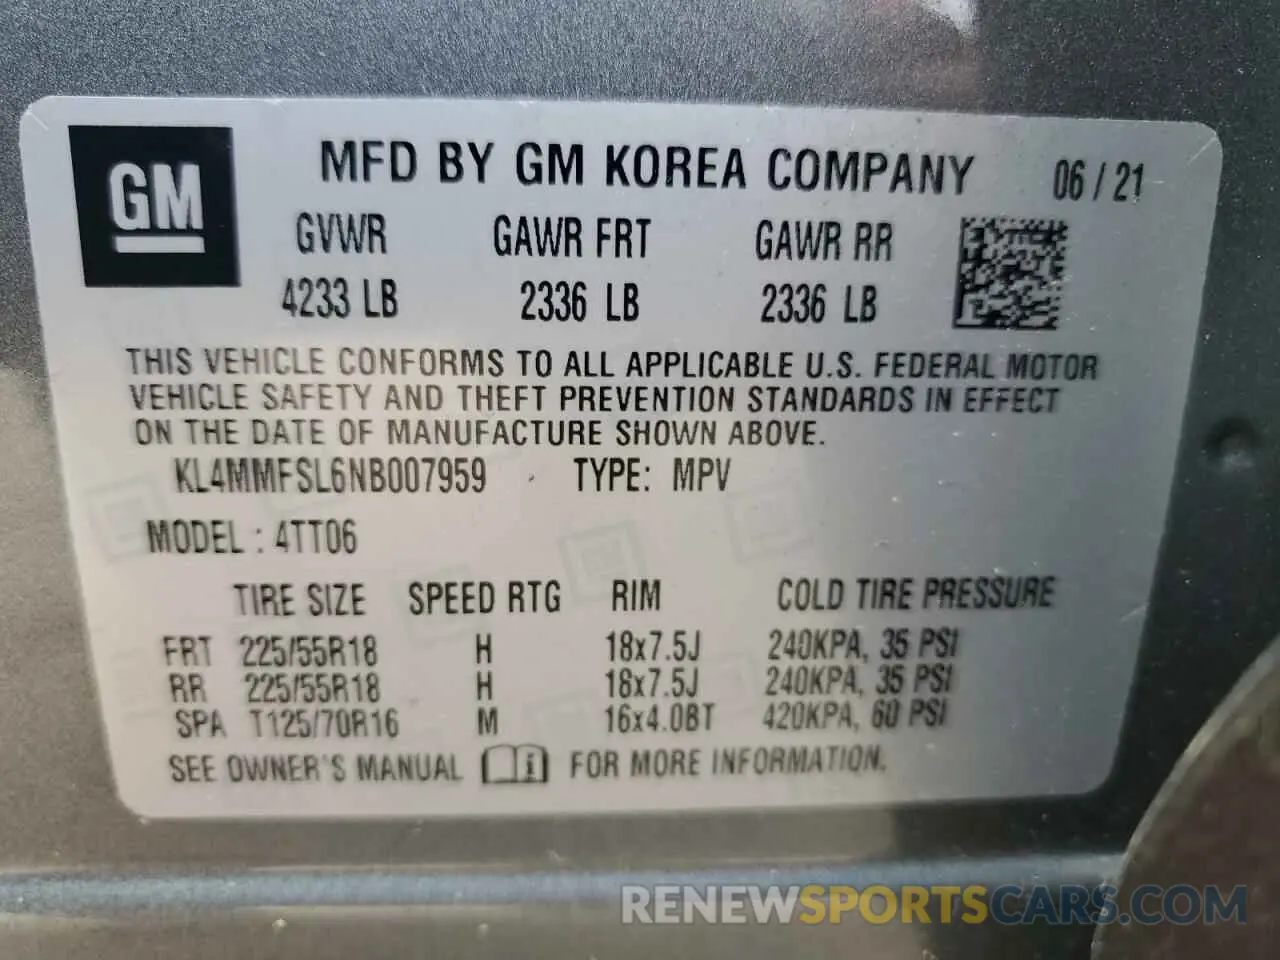 GM
MFD BY GM KOREA COMPANY 06/21
GVWR GAWR FRT GAWR RR
4233 LB 2336 LB 2336 LB
THIS VEHICLE CONFORMS TO ALL APPLICABLE U.S. FEDERAL MOTOR
VEHICLE SAFETY AND THEFT PREVENTION STANDARDS IN EFFECT
ON THE DATE OF MANUFACTURE SHOWN ABOVE.
KL4MMFSL6NB007959 TYPE: MPV
MODEL : 4TT06
TIRE SIZE SPEED RTG RIM COLD TIRE PRESSURE
FRT 225/55R18 H 18x7.5J 240KPA, 35 PSI
RR 225/55R18 H 18x7.5J 240KPA, 35 PSI
SPA T125/70R16 M 16x4.0BT 420KPA, 60 PSI
SEE OWNER'S MANUAL i FOR MORE INFORMATION.
RENEWSPORTSCARS.COM